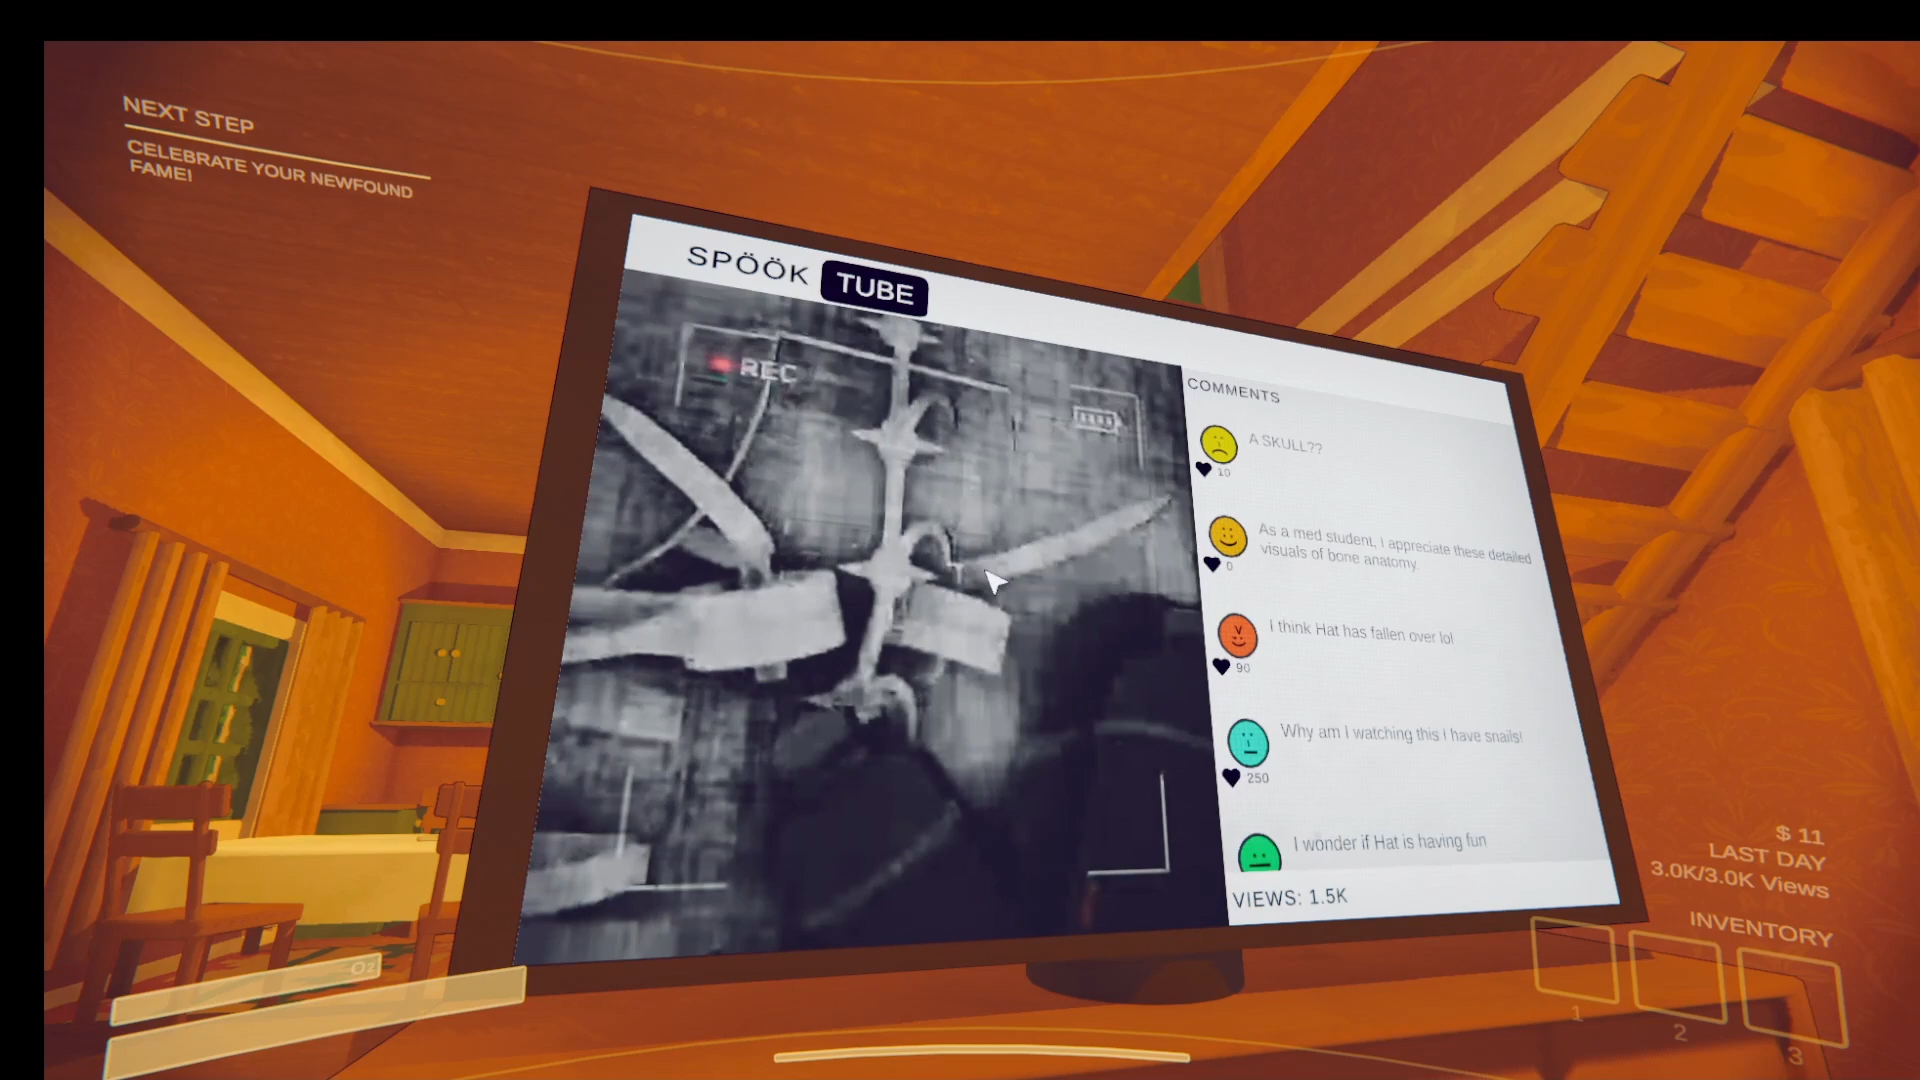 NEXT STEP
CELEBRATE YOUR NEWFOUND
FAME!
SPÖÖK TUBE
REC
COMMENTS
A SKULL??
10
As a med student, I appreciate these detailed
visuals of bone anatomy.
0
I think Hat has fallen over lol
90
Why am I watching this I have snails!
250
I wonder if Hat is having fun
VIEWS: 1.5K
$ 11
LAST DAY
3.0K/3.0K Views
INVENTORY
1
2
3
O2